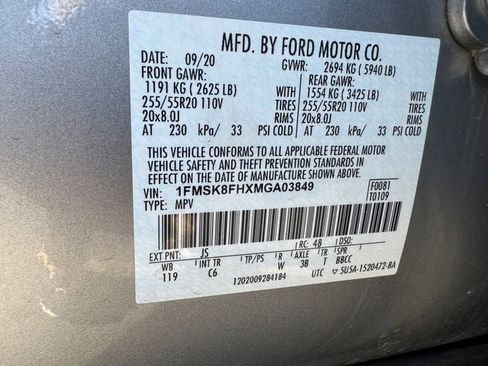 MFD. BY FORD MOTOR CO.
DATE: 09/20 GVWR: 2694 KG ( 5940 LB)
FRONT GAWR: REAR GAWR:
1191 KG ( 2625 LB) WITH 1554 KG ( 3425 LB) WITH
255/55R20 110V TIRES 255/55R20 110V TIRES
20x8.0J RIMS 20x8.0J RIMS
AT 230 kPa/ 33 PSI COLD AT 230 kPa/ 33 PSI COLD
THIS VEHICLE CONFORMS TO ALL APPLICABLE FEDERAL MOTOR
VEHICLE SAFETY AND THEFT PREVENTION STANDARDS IN EFFECT
ON THE DATE OF MANUFACTURE SHOWN ABOVE.
VIN: 1FMSK8FHXMGA03849 F0081
TYPE: MPV T0109
EXT PNT: JS RC: 48 DSO:
WB INT TR TP/PS R AXLE TR SPR
119 C6 W 3B T BBCC
1202009284184 UTC ▽ 5U5A-1520472-BA